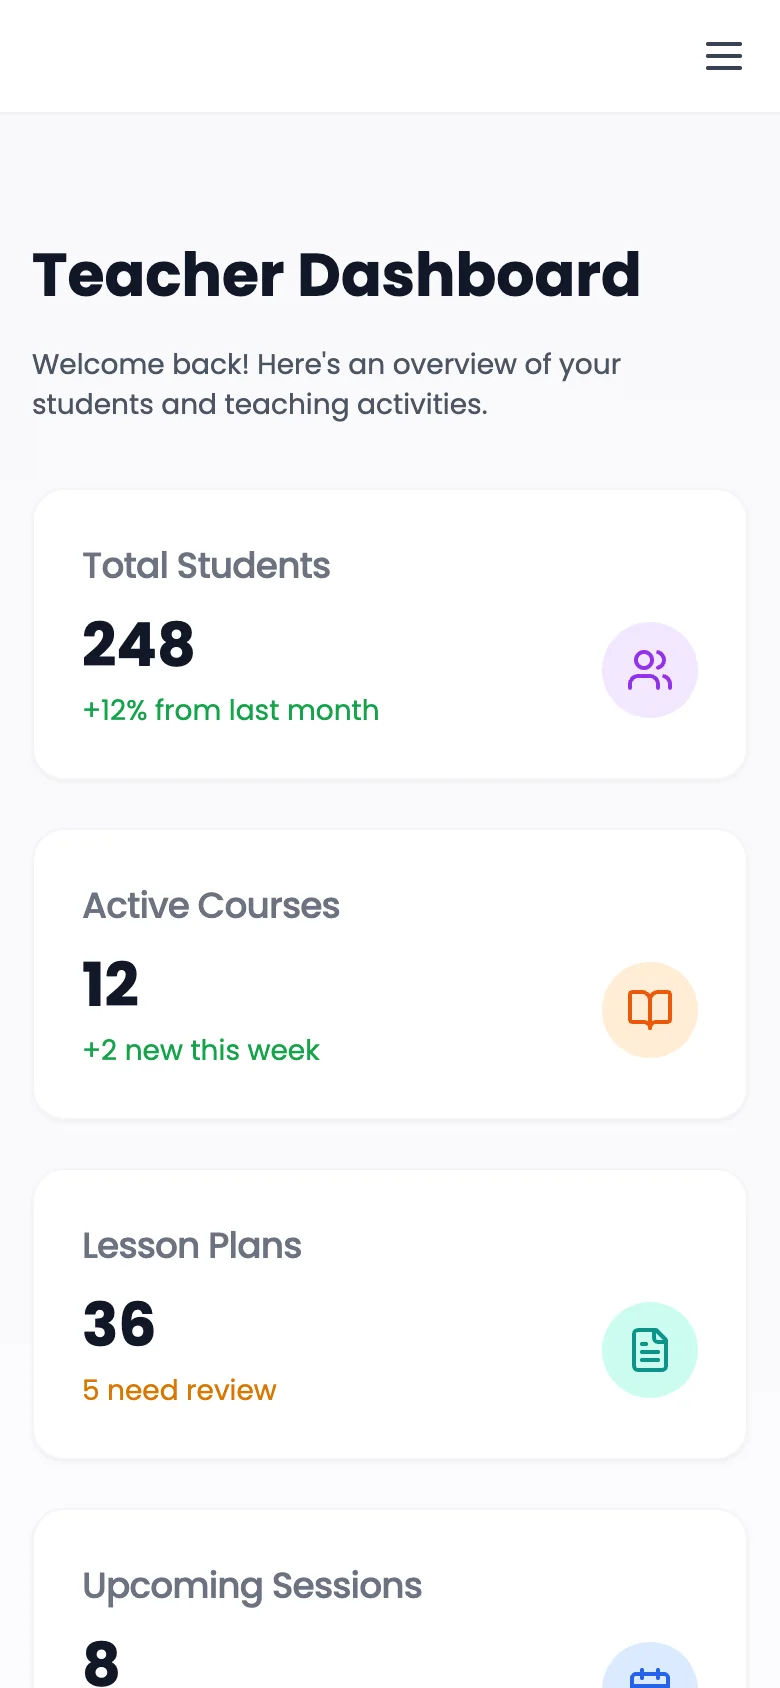 Teacher Dashboard
Welcome back! Here's an overview of your
students and teaching activities.
Total Students
248
+12% from last month
Active Courses
12
+2 new this week
Lesson Plans
36
5 need review
Upcoming Sessions
8